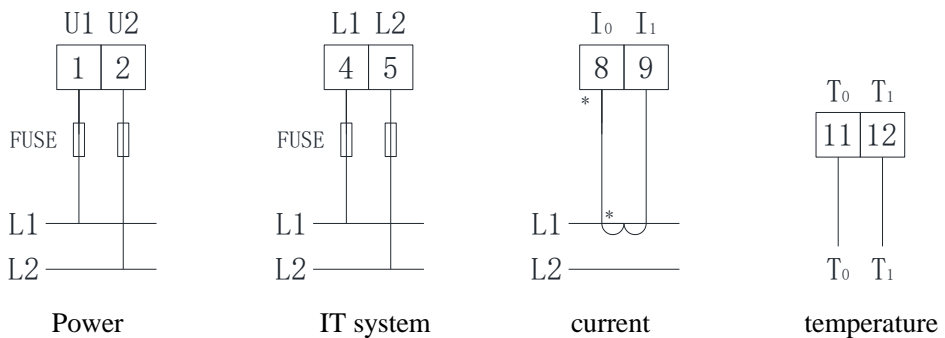 U1 U2
1 2
FUSE
L1
L2
Power
L1 L2
4 5
FUSE
L1
L2
IT system
I₀ I₁
8 9
*
*
L1
L2
current
T₀ T₁
11 12
T₀ T₁
temperature